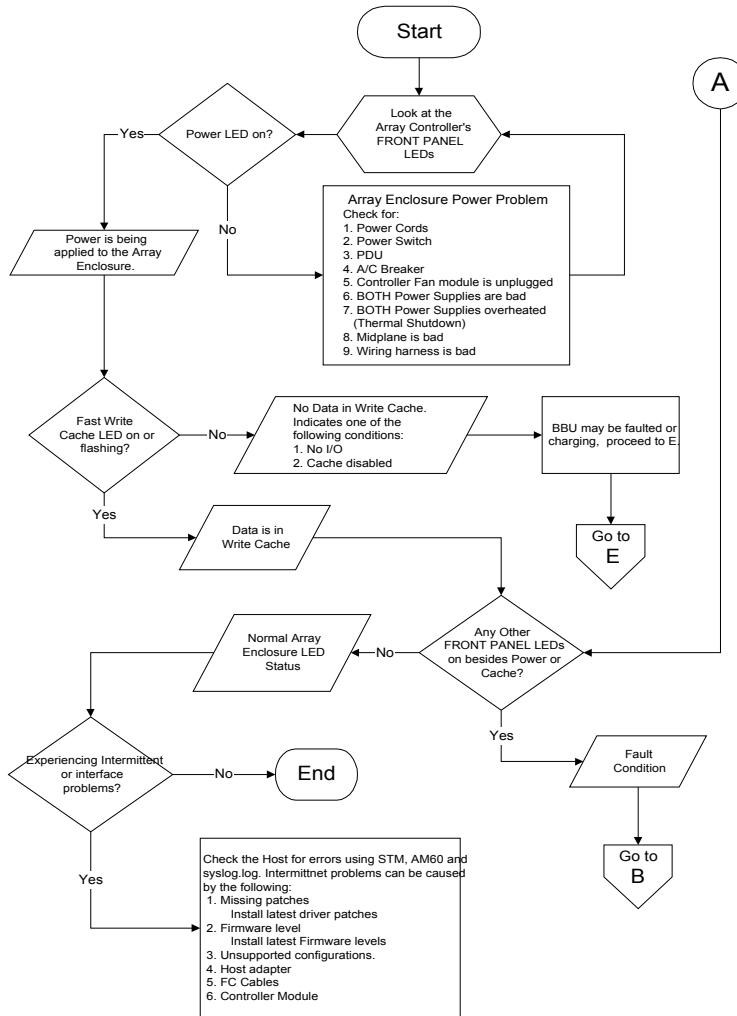 Start
A
Look at the
Array Controller's
FRONT PANEL
LEDs
Power LED on?
Yes
No
Array Enclosure Power Problem
Check for:
1. Power Cords
2. Power Switch
3. PDU
4. A/C Breaker
5. Controller Fan module is unplugged
6. BOTH Power Supplies are bad
7. BOTH Power Supplies overheated
(Thermal Shutdown)
8. Midplane is bad
9. Wiring harness is bad
Power is being
applied to the Array
Enclosure.
Fast Write
Cache LED on or
flashing?
No
No Data in Write Cache.
Indicates one of the
following conditions:
1. No I/O
2. Cache disabled
BBU may be faulted or
charging, proceed to E.
Go to
E
Yes
Data is in
Write Cache
Any Other
FRONT PANEL LEDs
on besides Power or
Cache?
No
Normal Array
Enclosure LED
Status
Yes
Fault
Condition
Go to
B
Experiencing Intermittent
or interface
problems?
No
End
Yes
Check the Host for errors using STM, AM60 and
syslog.log. Intermittnet problems can be caused
by the following:
1. Missing patches
Install latest driver patches
2. Firmware level
Install latest Firmware levels
3. Unsupported configurations.
4. Host adapter
5. FC Cables
6. Controller Module